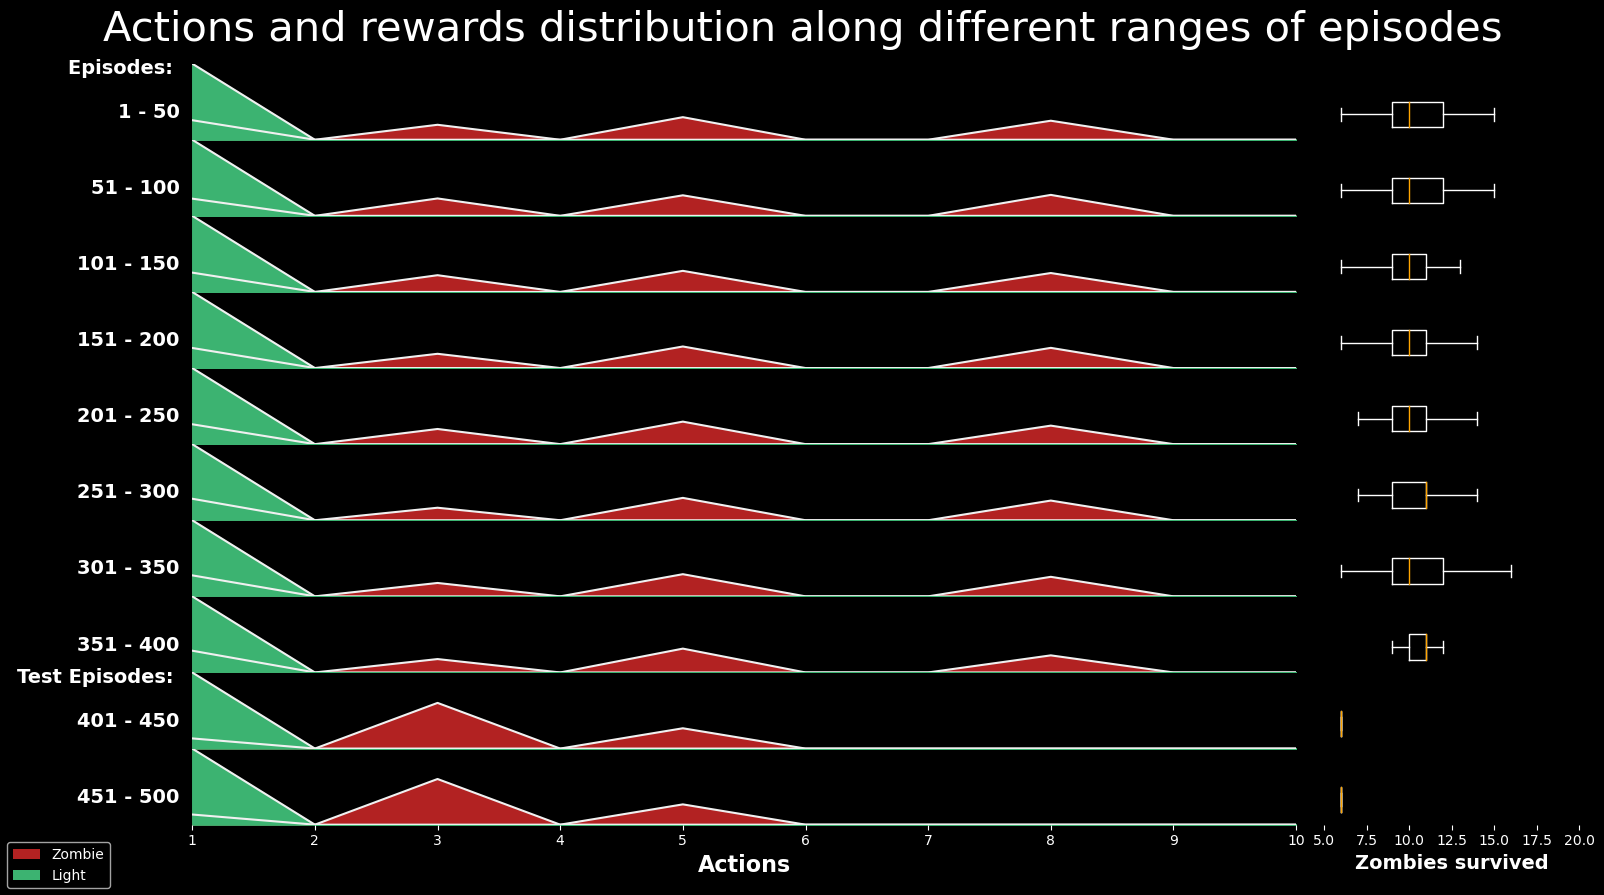 Actions and rewards distribution along different ranges of episodes
Episodes:
1 - 50
51 - 100
101 - 150
151 - 200
201 - 250
251 - 300
301 - 350
351 - 400
Test Episodes:
401 - 450
451 - 500
1 2 3 4 5 6 7 8 9 10
5.0 7.5 10.0 12.5 15.0 17.5 20.0
Actions
Zombies survived
Zombie
Light